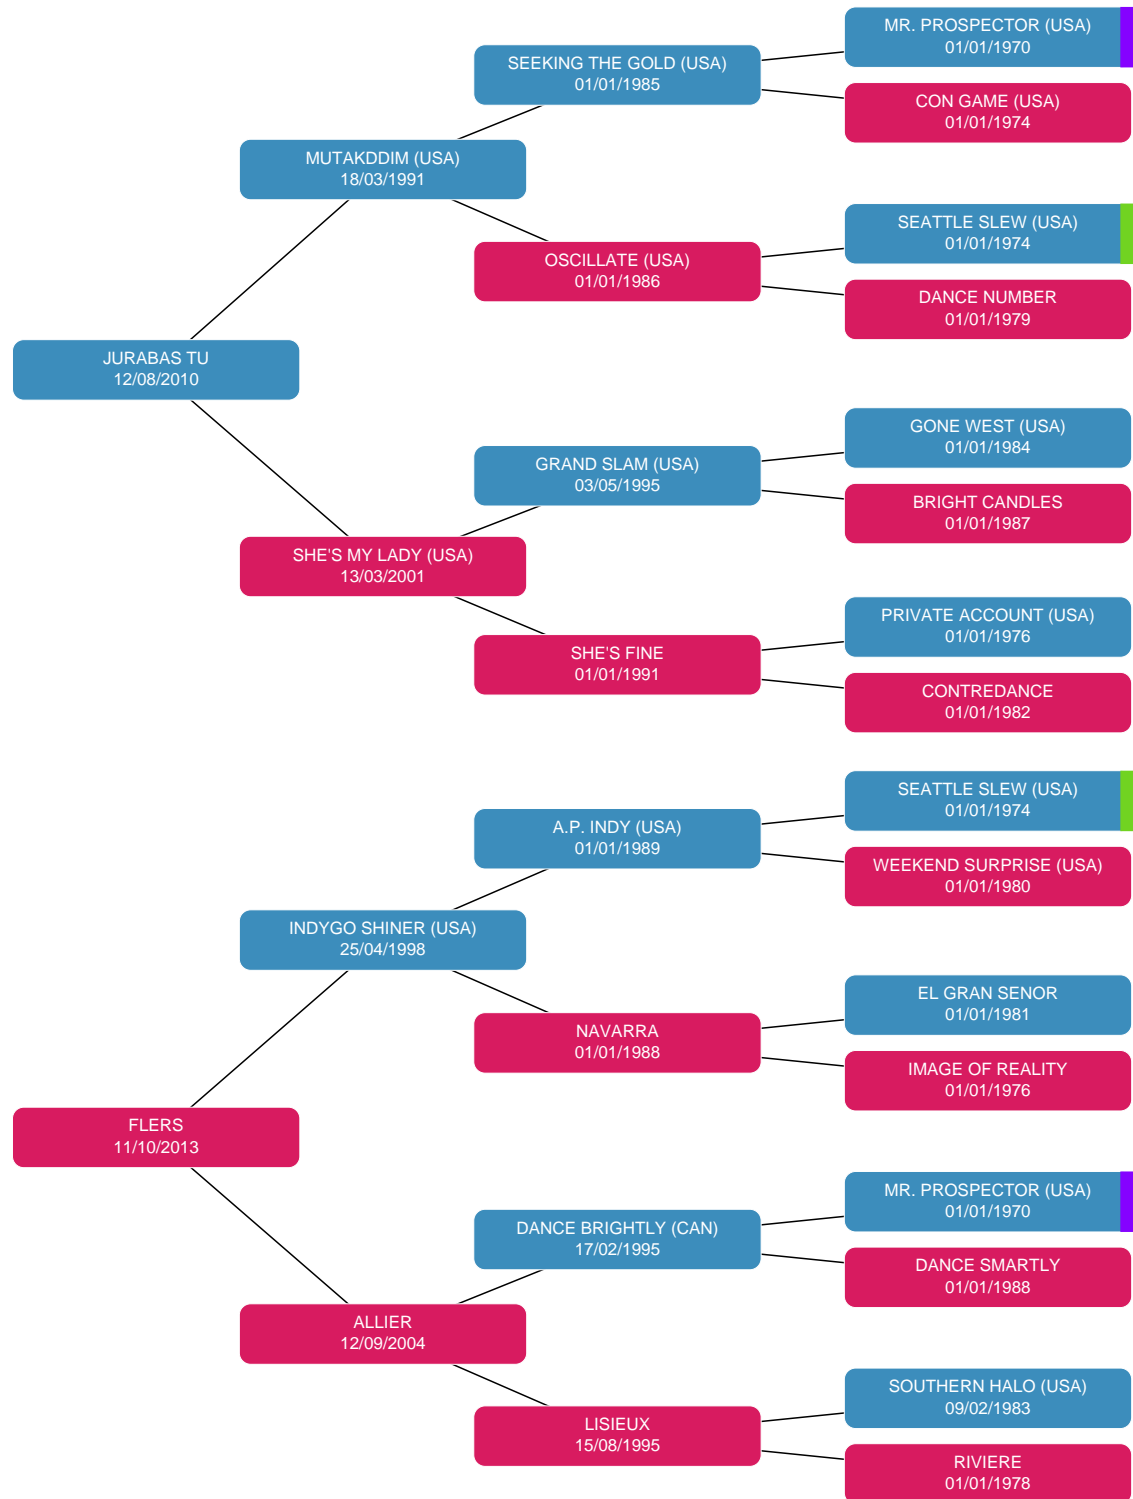 MR. PROSPECTOR (USA)
01/01/1970
SEEKING THE GOLD (USA)
01/01/1985
CON GAME (USA)
01/01/1974
MUTAKDDIM (USA)
18/03/1991
SEATTLE SLEW (USA)
01/01/1974
OSCILLATE (USA)
01/01/1986
DANCE NUMBER
01/01/1979
JURABAS TU
12/08/2010
GONE WEST (USA)
01/01/1984
GRAND SLAM (USA)
03/05/1995
BRIGHT CANDLES
01/01/1987
SHE'S MY LADY (USA)
13/03/2001
PRIVATE ACCOUNT (USA)
01/01/1976
SHE'S FINE
01/01/1991
CONTREDANCE
01/01/1982
SEATTLE SLEW (USA)
01/01/1974
A.P. INDY (USA)
01/01/1989
WEEKEND SURPRISE (USA)
01/01/1980
INDYGO SHINER (USA)
25/04/1998
EL GRAN SENOR
01/01/1981
NAVARRA
01/01/1988
IMAGE OF REALITY
01/01/1976
FLERS
11/10/2013
MR. PROSPECTOR (USA)
01/01/1970
DANCE BRIGHTLY (CAN)
17/02/1995
DANCE SMARTLY
01/01/1988
ALLIER
12/09/2004
SOUTHERN HALO (USA)
09/02/1983
LISIEUX
15/08/1995
RIVIERE
01/01/1978